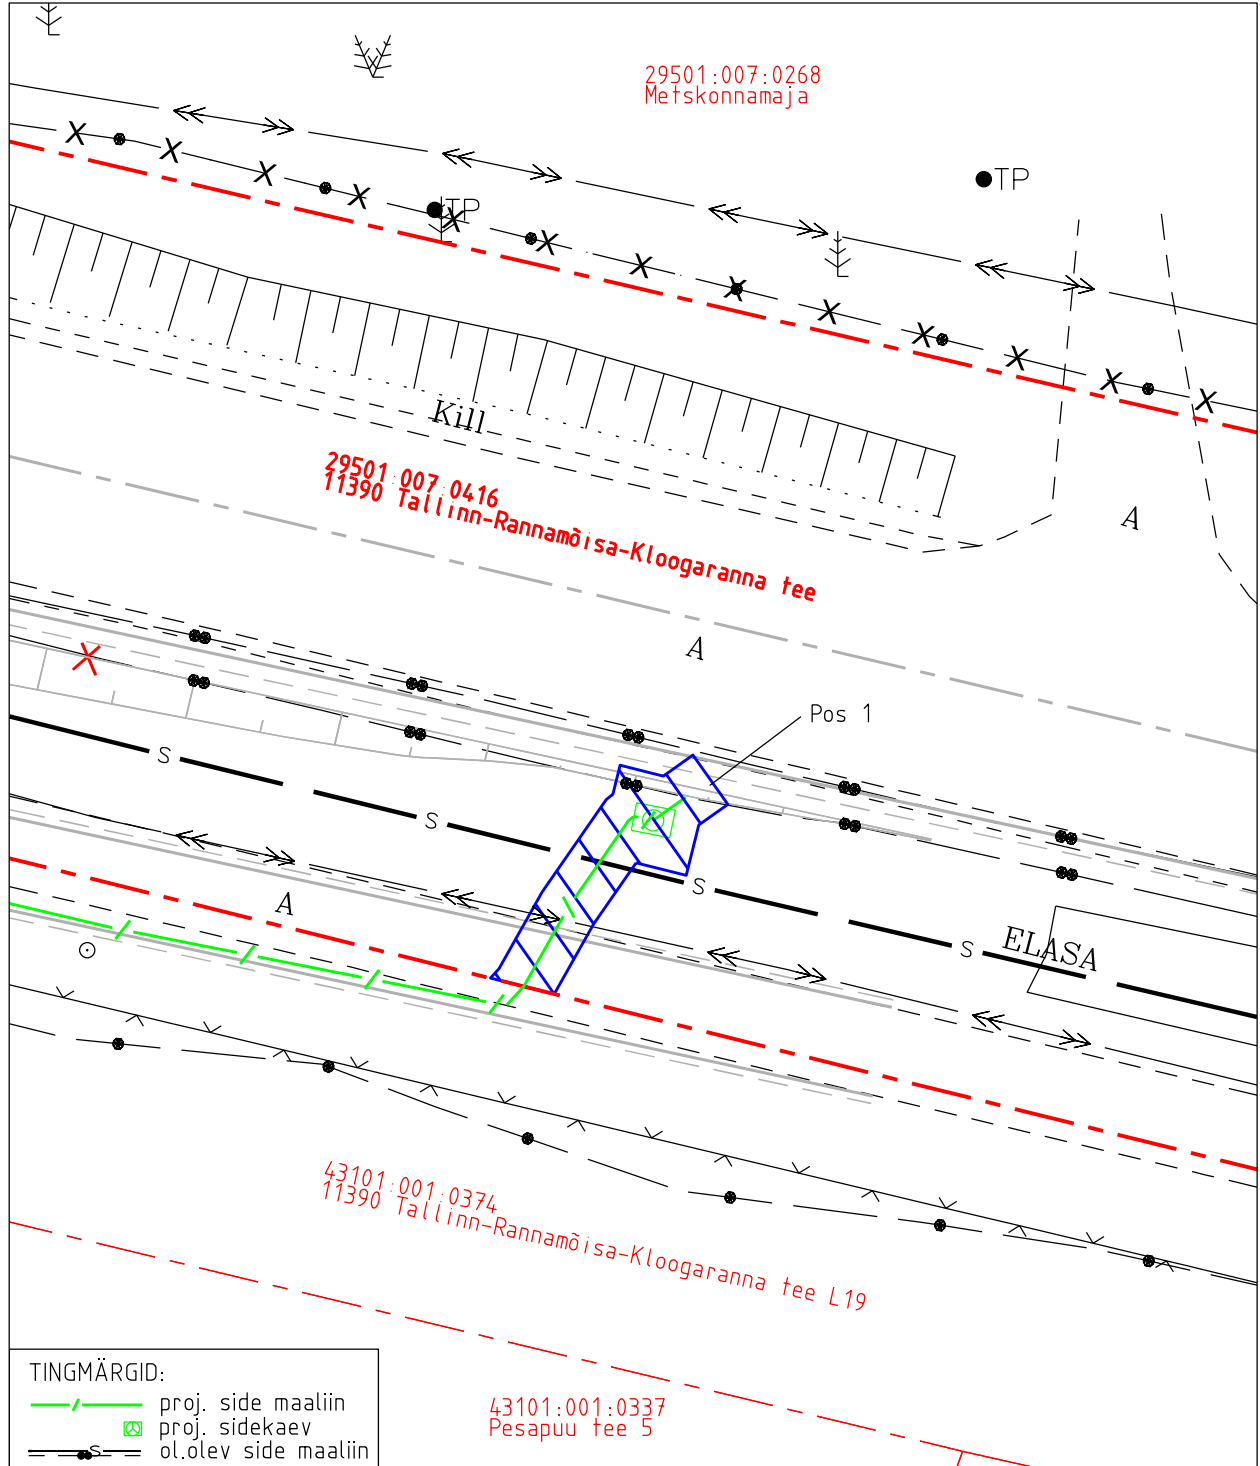 29501:007:0268
Metskonnamaja
TP
TP
Kill
29501:007:0416
11390 Tallinn-Rannamõisa-Kloogaranna tee
A
A
Pos 1
S
S
S
S
A
ELASA
43101:001:0374
11390 Tallinn-Rannamõisa-Kloogaranna tee L19
TINGMÄRGID:
proj. side maaliin
proj. sidekaev
S
ol.olev side maaliin
43101:001:0337
Pesapuu tee 5